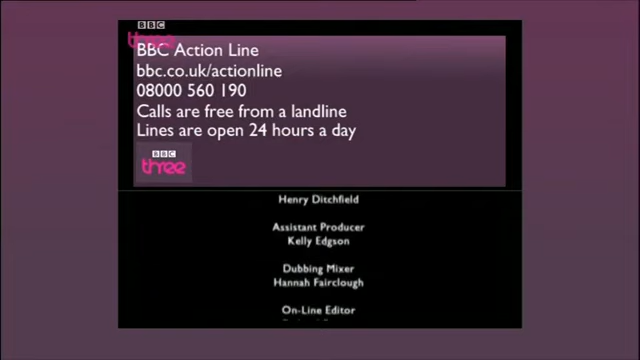 BBC
three
BBC Action Line
bbc.co.uk/actionline
08000 560 190
Calls are free from a landline
Lines are open 24 hours a day
BBC
three
Henry Ditchfield
Assistant Producer
Kelly Edgson
Dubbing Mixer
Hannah Fairclough
On-Line Editor